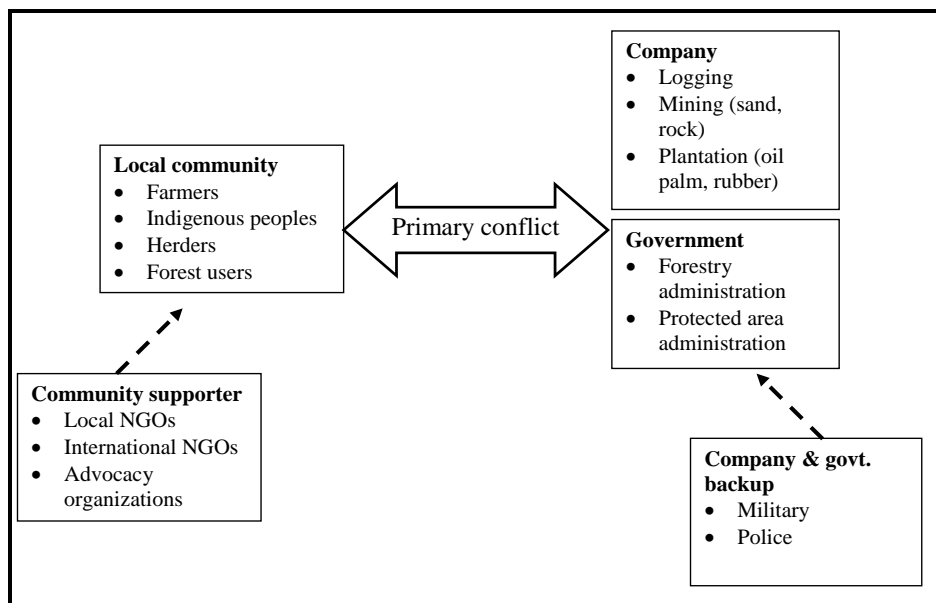 Company
• Logging
• Mining (sand,
rock)
• Plantation (oil
palm, rubber)
Local community
• Farmers
• Indigenous peoples
• Herders
• Forest users
Primary conflict
Government
• Forestry
administration
• Protected area
administration
Community supporter
• Local NGOs
• International NGOs
• Advocacy
organizations
Company & govt.
backup
• Military
• Police